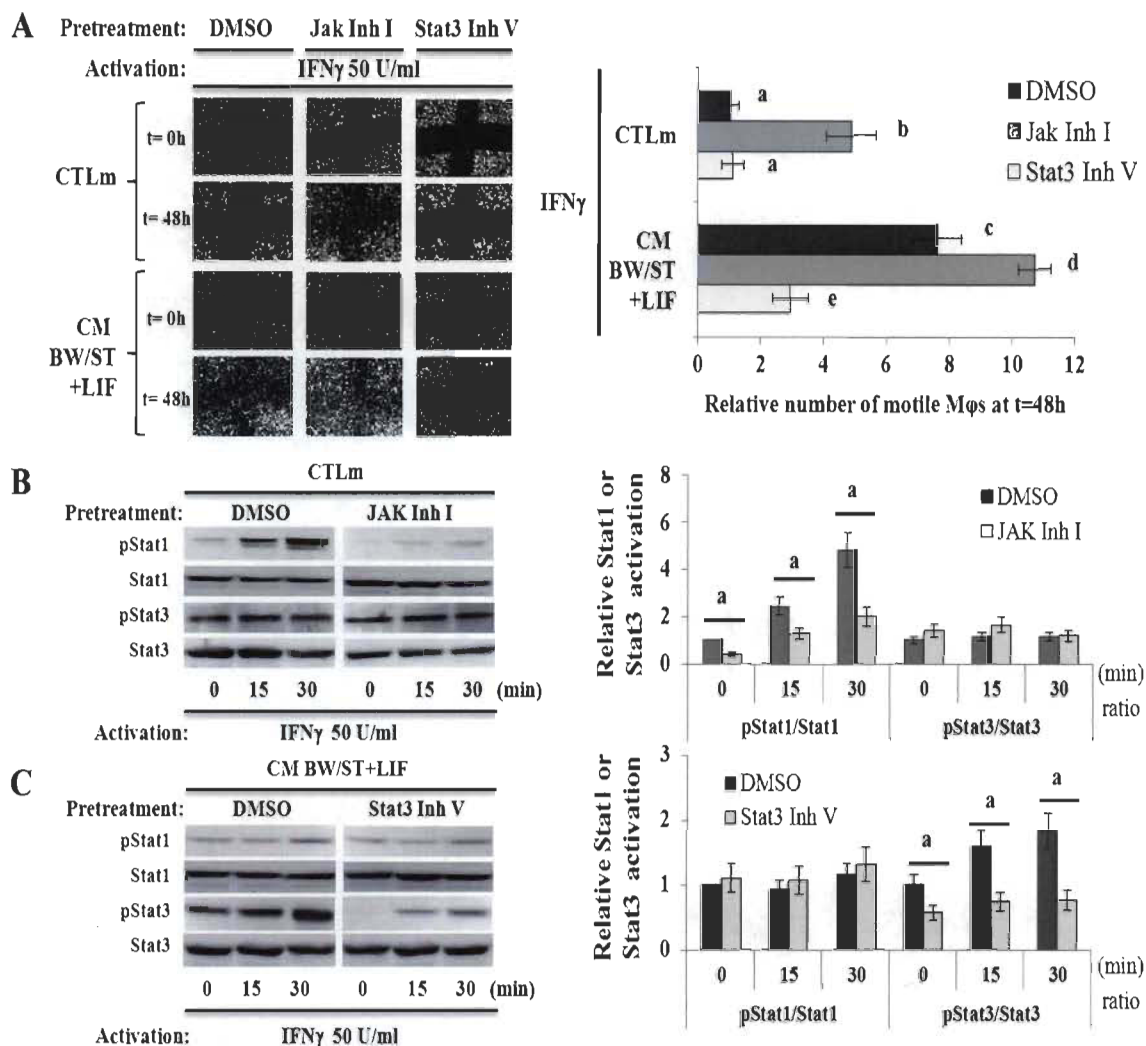 A
Pretreatment: DMSO Jak Inh I Stat3 Inh V
Activation: IFNγ 50 U/ml
CTLm
t= 0h
t= 48h
CM
BW/ST
+LIF
t= 0h
t= 48h
IFNγ
CTLm
CM
BW/ST
+LIF
a
b
a
c
d
e
DMSO
Jak Inh I
Stat3 Inh V
0 2 4 6 8 10 12
Relative number of motile Mφs at t=48h
B
CTLm
Pretreatment: DMSO JAK Inh I
pStat1
Stat1
pStat3
Stat3
0 15 30 0 15 30 (min)
Activation: IFNγ 50 U/ml
Relative Stat1 or
Stat3 activation
8
6
4
2
0
a
a
a
DMSO
JAK Inh I
0 15 30 0 15 30 (min)
pStat1/Stat1 pStat3/Stat3 ratio
C
CM BW/ST+LIF
Pretreatment: DMSO Stat3 Inh V
pStat1
Stat1
pStat3
Stat3
0 15 30 0 15 30 (min)
Activation: IFNγ 50 U/ml
Relative Stat1 or
Stat3 activation
3
2
1
0
DMSO
Stat3 Inh V
a
a
a
0 15 30 0 15 30 (min)
pStat1/Stat1 pStat3/Stat3 ratio